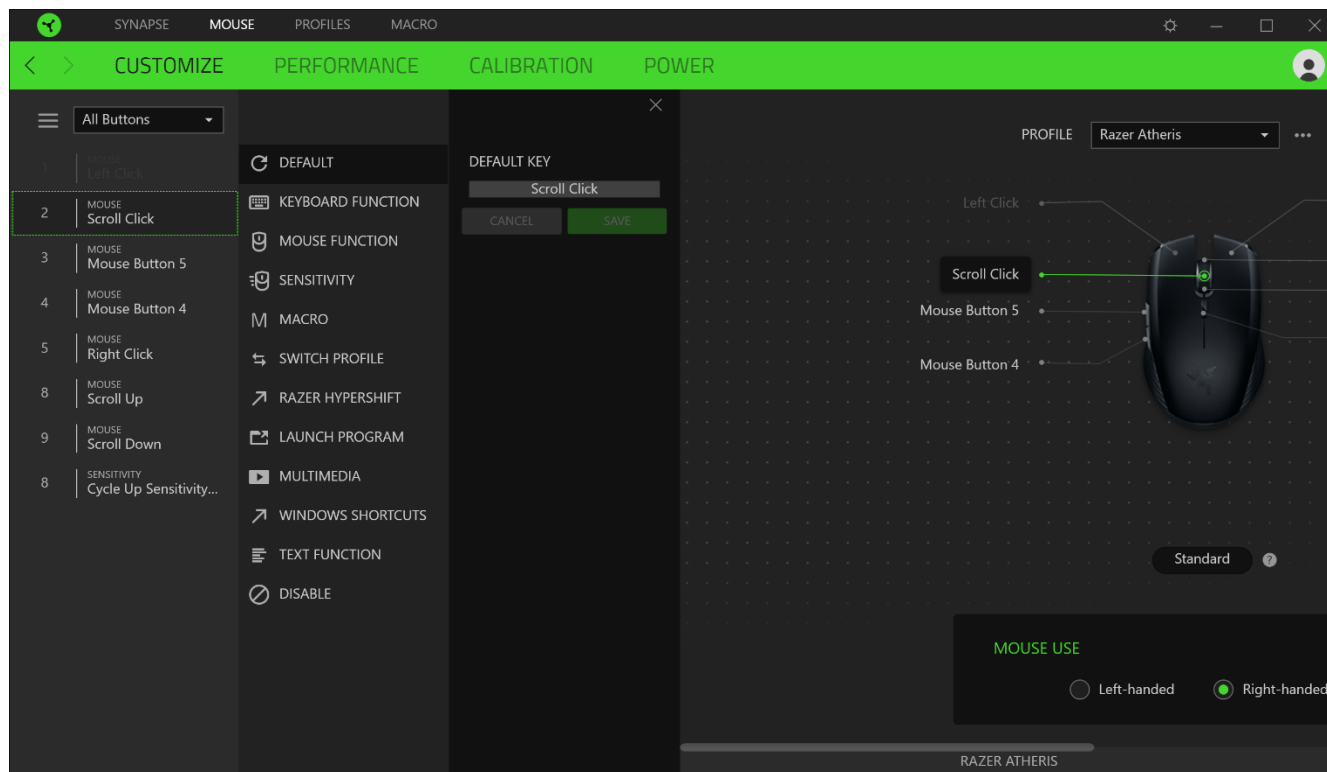 SYNAPSE MOUSE PROFILES MACRO
CUSTOMIZE PERFORMANCE CALIBRATION POWER
All Buttons
1 MOUSE
Left Click
2 MOUSE
Scroll Click
3 MOUSE
Mouse Button 5
4 MOUSE
Mouse Button 4
5 MOUSE
Right Click
8 MOUSE
Scroll Up
9 MOUSE
Scroll Down
8 SENSITIVITY
Cycle Up Sensitivity...
DEFAULT
KEYBOARD FUNCTION
MOUSE FUNCTION
SENSITIVITY
MACRO
SWITCH PROFILE
RAZER HYPERSHIFT
LAUNCH PROGRAM
MULTIMEDIA
WINDOWS SHORTCUTS
TEXT FUNCTION
DISABLE
DEFAULT KEY
Scroll Click
CANCEL SAVE
PROFILE Razer Atheris
Left Click
Scroll Click
Mouse Button 5
Mouse Button 4
Standard ?
MOUSE USE
Left-handed Right-handed
RAZER ATHERIS